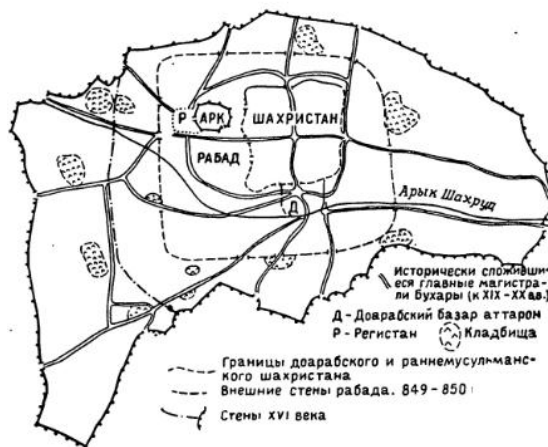 Р АРК
ШАХРИСТАН
РАБАД
Арык Шахруд
Д
Исторически сложивши-
еся главные магистра-
ли бухары (к XIX-XX вв.)
Д - Доарабский базар аттарон
Р - Регистан
Кладбища
Границы доарабского и раннемусульман-
ского шахристана
Внешние стены рабада. 849-850
Стены XVI века